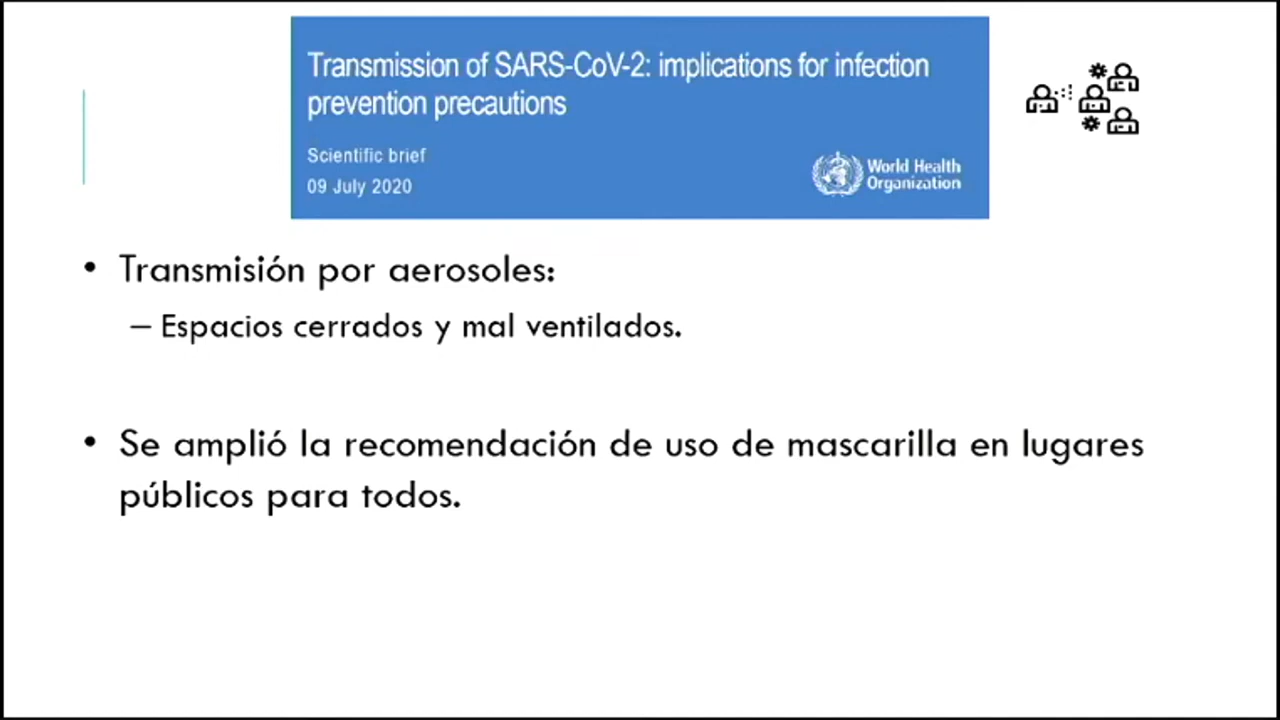 Transmission of SARS-CoV-2: implications for infection
prevention precautions
Scientific brief
09 July 2020
World Health
Organization
• Transmisión por aerosoles:
– Espacios cerrados y mal ventilados.
• Se amplió la recomendación de uso de mascarilla en lugares
públicos para todos.